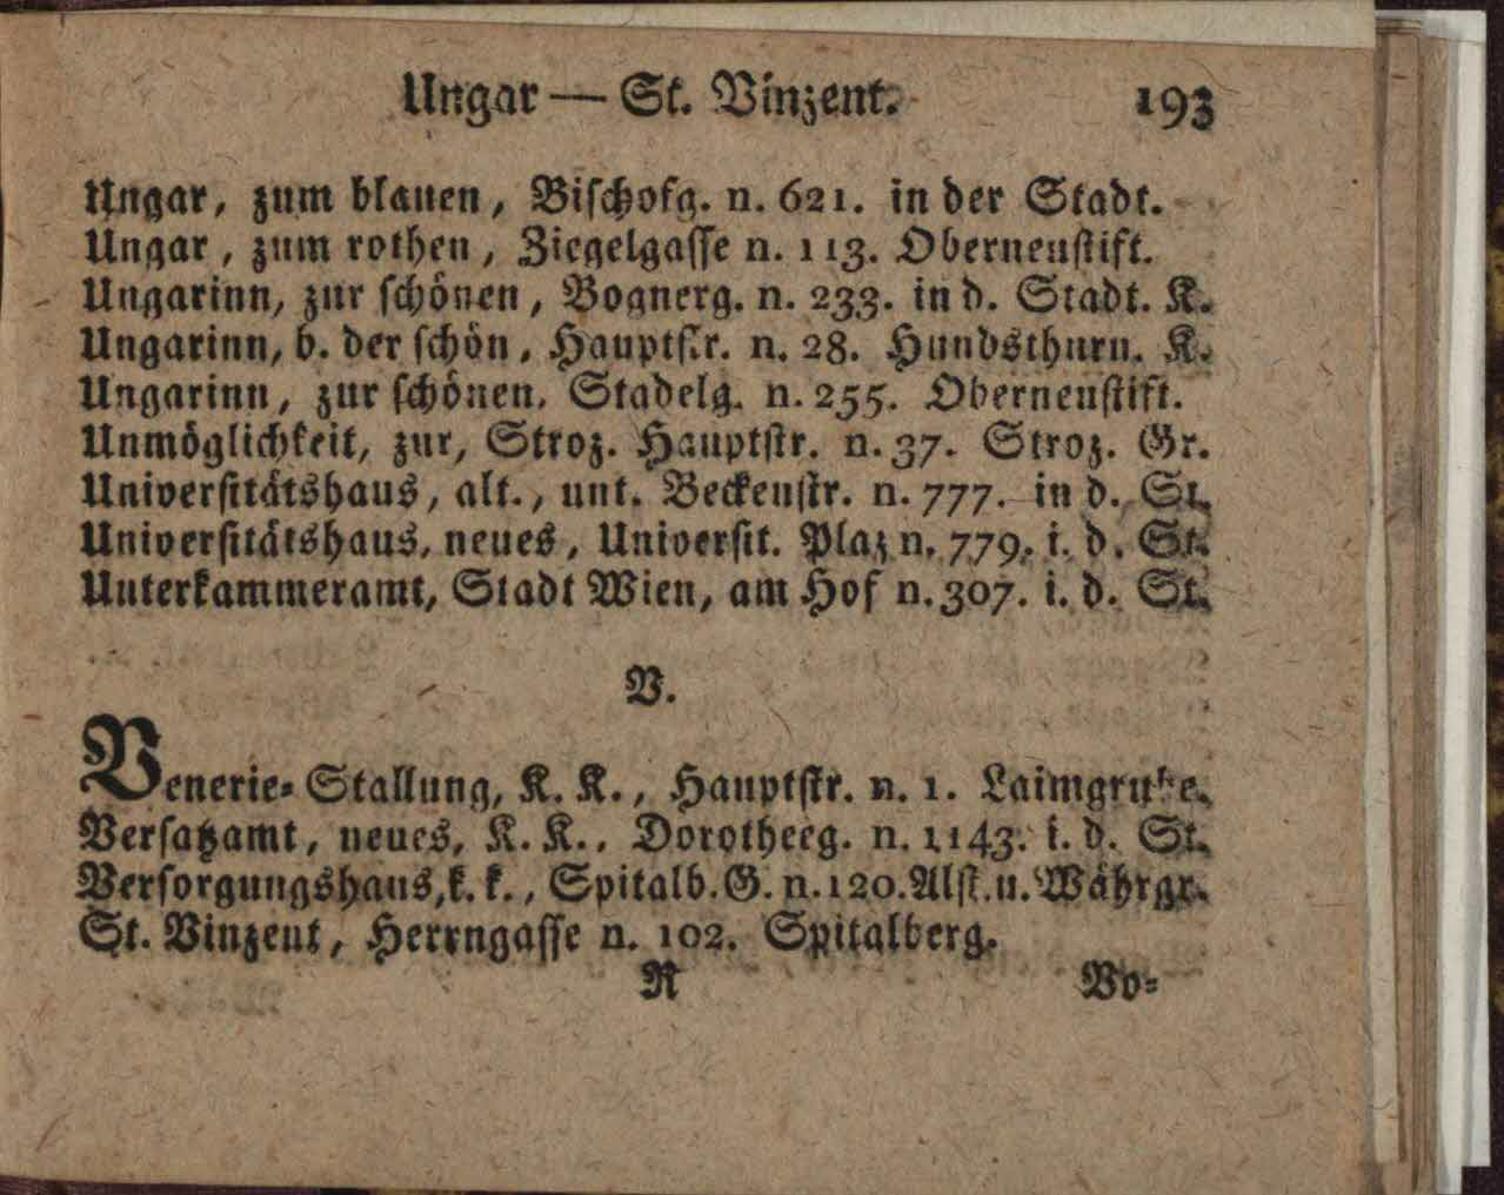 Ungar — St. Vinzent. 193
Ungar, zum blauen, Bischofg. n. 621. in der Stadt.
Ungar, zum rothen, Ziegelgasse n. 113. Oberneustift.
Ungarinn, zur schönen, Bognerg. n. 233. in d. Stadt. K.
Ungarinn, b. der schön, Hauptstr. n. 28. Hundsthurn. K.
Ungarinn, zur schönen, Stadelg. n. 255. Oberneustift.
Unmöglichkeit, zur, Stroz. Hauptstr. n. 37. Stroz. Gr.
Universitätshaus, alt., unt. Beckenstr. n. 777. in d. St.
Universitätshaus, neues, Universit. Plaz n. 779. i. d. St.
Unterkammeramt, Stadt Wien, am Hof n. 307. i. d. St.
V.
Venerie-Stallung, K. K., Hauptstr. n. 1. Laimgrube.
Versatzamt, neues, K. K., Dorotheeg. n. 1143. i. d. St.
Versorgungshaus, k. k., Spitalb. G. n. 120. Alst. u. Währgr.
St. Vinzent, Herrngasse n. 102. Spitalberg.
R Vo-